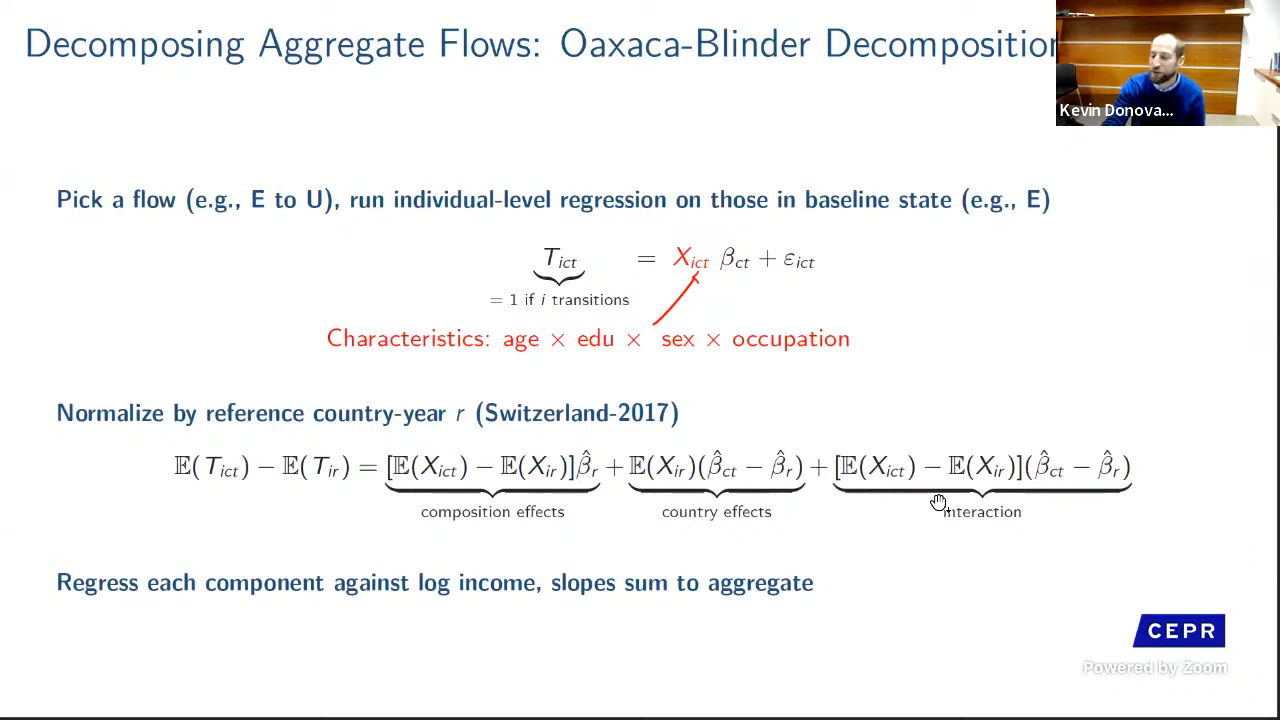 Decomposing Aggregate Flows: Oaxaca-Blinder Decomposition
Kevin Donova...
Pick a flow (e.g., E to U), run individual-level regression on those in baseline state (e.g., E)
T_ict = X_ict β_ct + ε_ict
= 1 if i transitions
Characteristics: age × edu × sex × occupation
Normalize by reference country-year r (Switzerland-2017)
𝔼(T_ict) − 𝔼(T_ir) = [𝔼(X_ict) − 𝔼(X_ir)]β̂_r + 𝔼(X_ir)(β̂_ct − β̂_r) + [𝔼(X_ict) − 𝔼(X_ir)](β̂_ct − β̂_r)
composition effects country effects interaction
Regress each component against log income, slopes sum to aggregate
CEPR
Powered by Zoom